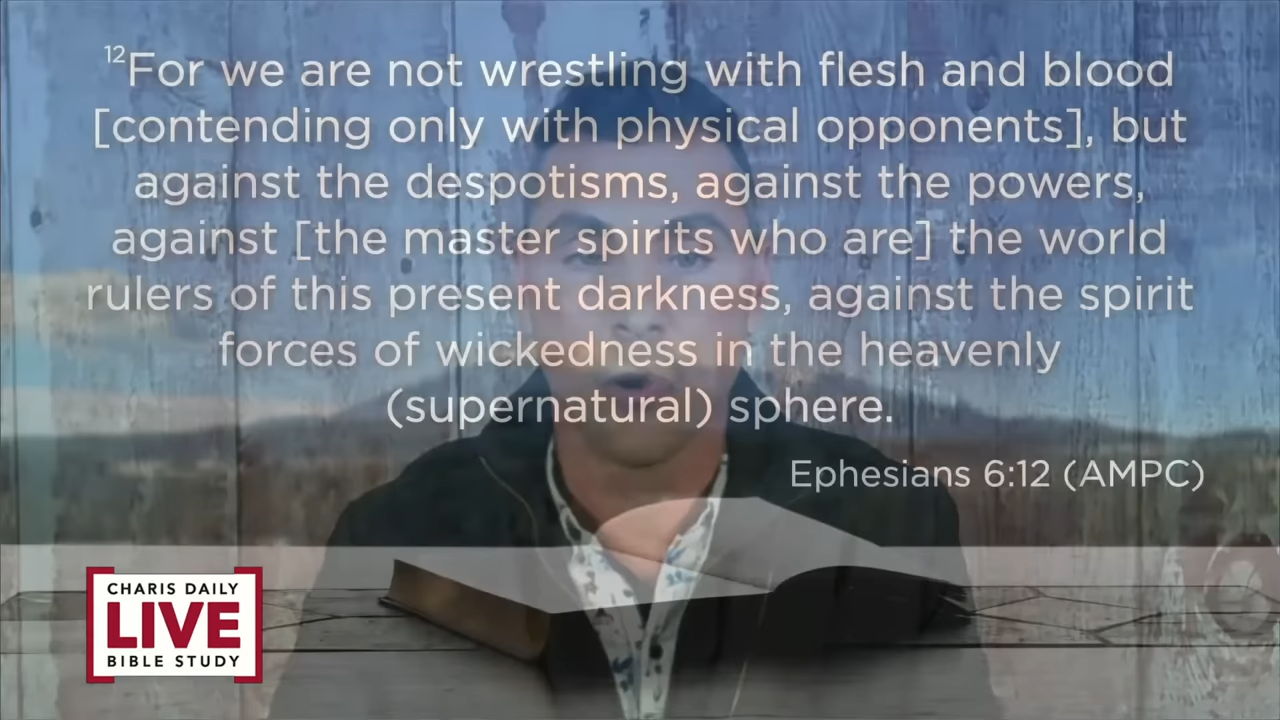 12For we are not wrestling with flesh and blood
[contending only with physical opponents], but
against the despotisms, against the powers,
against [the master spirits who are] the world
rulers of this present darkness, against the spirit
forces of wickedness in the heavenly
(supernatural) sphere.
Ephesians 6:12 (AMPC)
CHARIS DAILY
LIVE
BIBLE STUDY